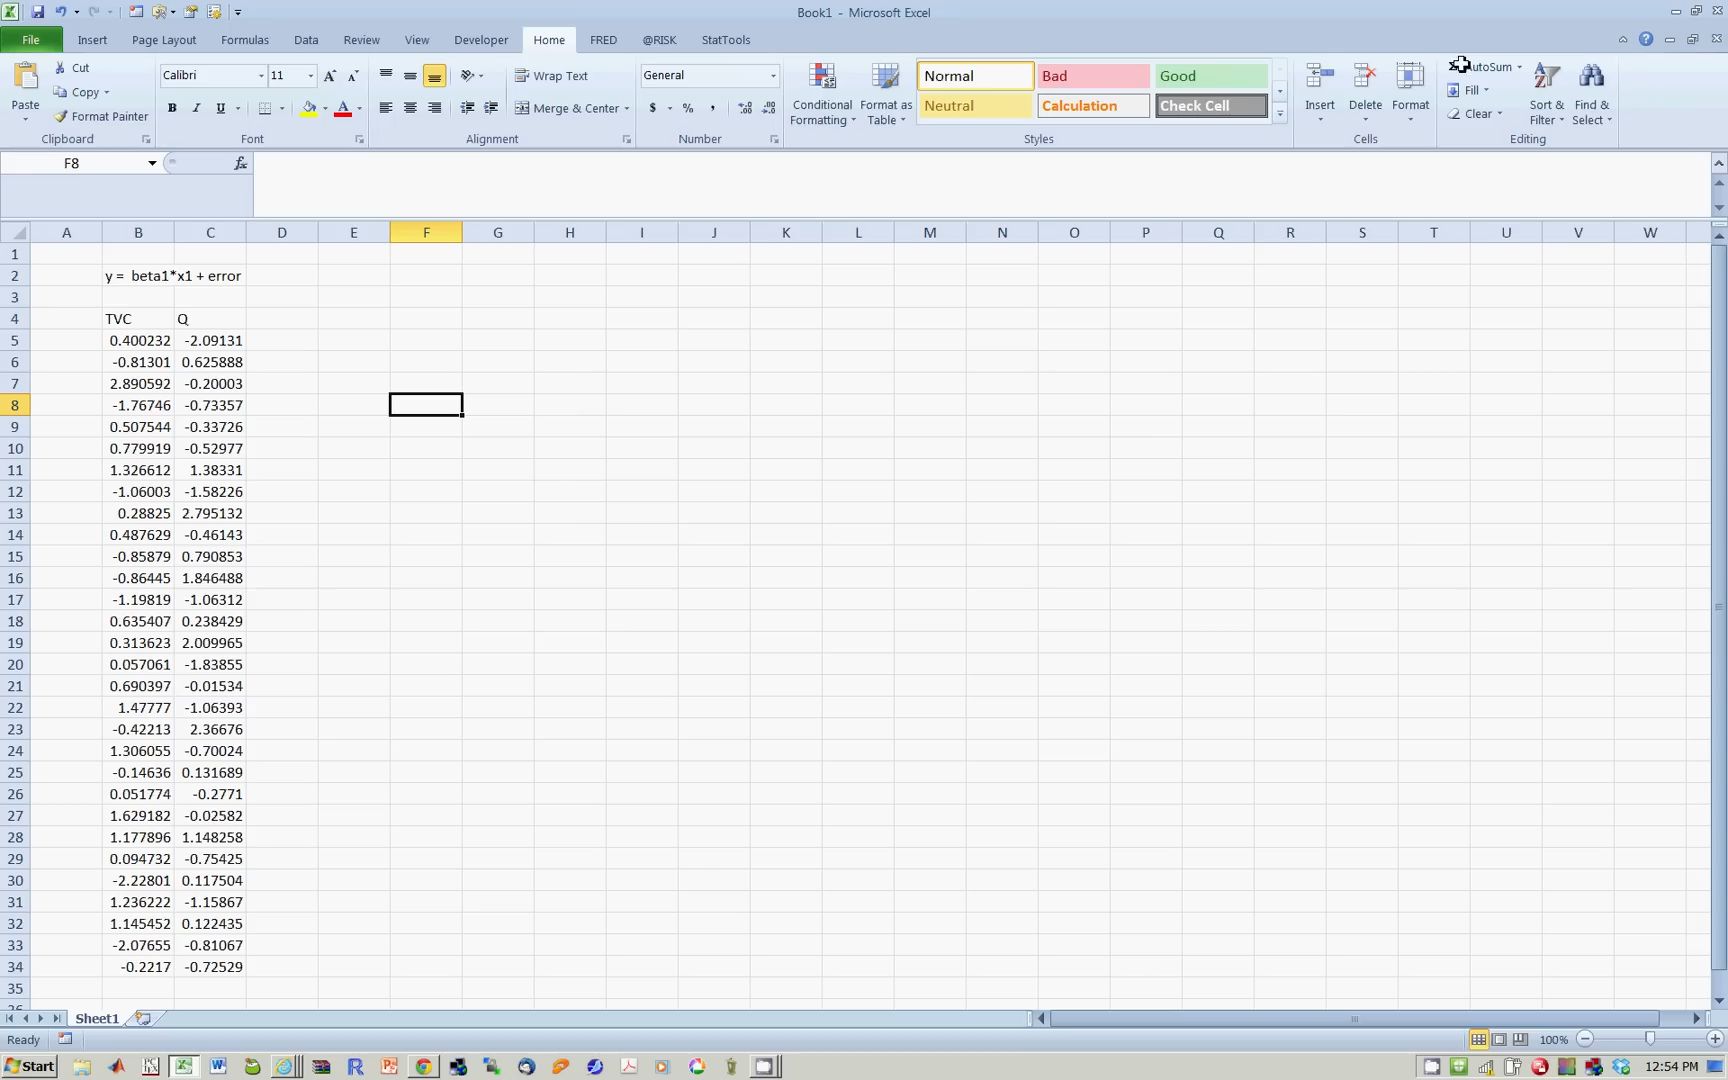 Book1 - Microsoft Excel
File Insert Page Layout Formulas Data Review View Developer Home FRED @RISK StatTools
Cut
Copy
Format Painter
Paste
Clipboard
Calibri 11
B I U
Font
Wrap Text
Merge & Center
Alignment
General
$ % ,
Number
Conditional Formatting
Format as Table
Normal Bad Good
Neutral Calculation Check Cell
Styles
Insert Delete Format
Cells
AutoSum
Fill
Clear
Sort & Filter
Find & Select
Editing
F8 fx
A B C D E F G H I J K L M N O P Q R S T U V W
1
2 y = beta1*x1 + error
3
4 TVC Q
5 0.400232 -2.09131
6 -0.81301 0.625888
7 2.890592 -0.20003
8 -1.76746 -0.73357
9 0.507544 -0.33726
10 0.779919 -0.52977
11 1.326612 1.38331
12 -1.06003 -1.58226
13 0.28825 2.795132
14 0.487629 -0.46143
15 -0.85879 0.790853
16 -0.86445 1.846488
17 -1.19819 -1.06312
18 0.635407 0.238429
19 0.313623 2.009965
20 0.057061 -1.83855
21 0.690397 -0.01534
22 1.47777 -1.06393
23 -0.42213 2.36676
24 1.306055 -0.70024
25 -0.14636 0.131689
26 0.051774 -0.2771
27 1.629182 -0.02582
28 1.177896 1.148258
29 0.094732 -0.75425
30 -2.22801 0.117504
31 1.236222 -1.15867
32 1.145452 0.122435
33 -2.07655 -0.81067
34 -0.2217 -0.72529
35
Sheet1
Ready 100%
Start 12:54 PM